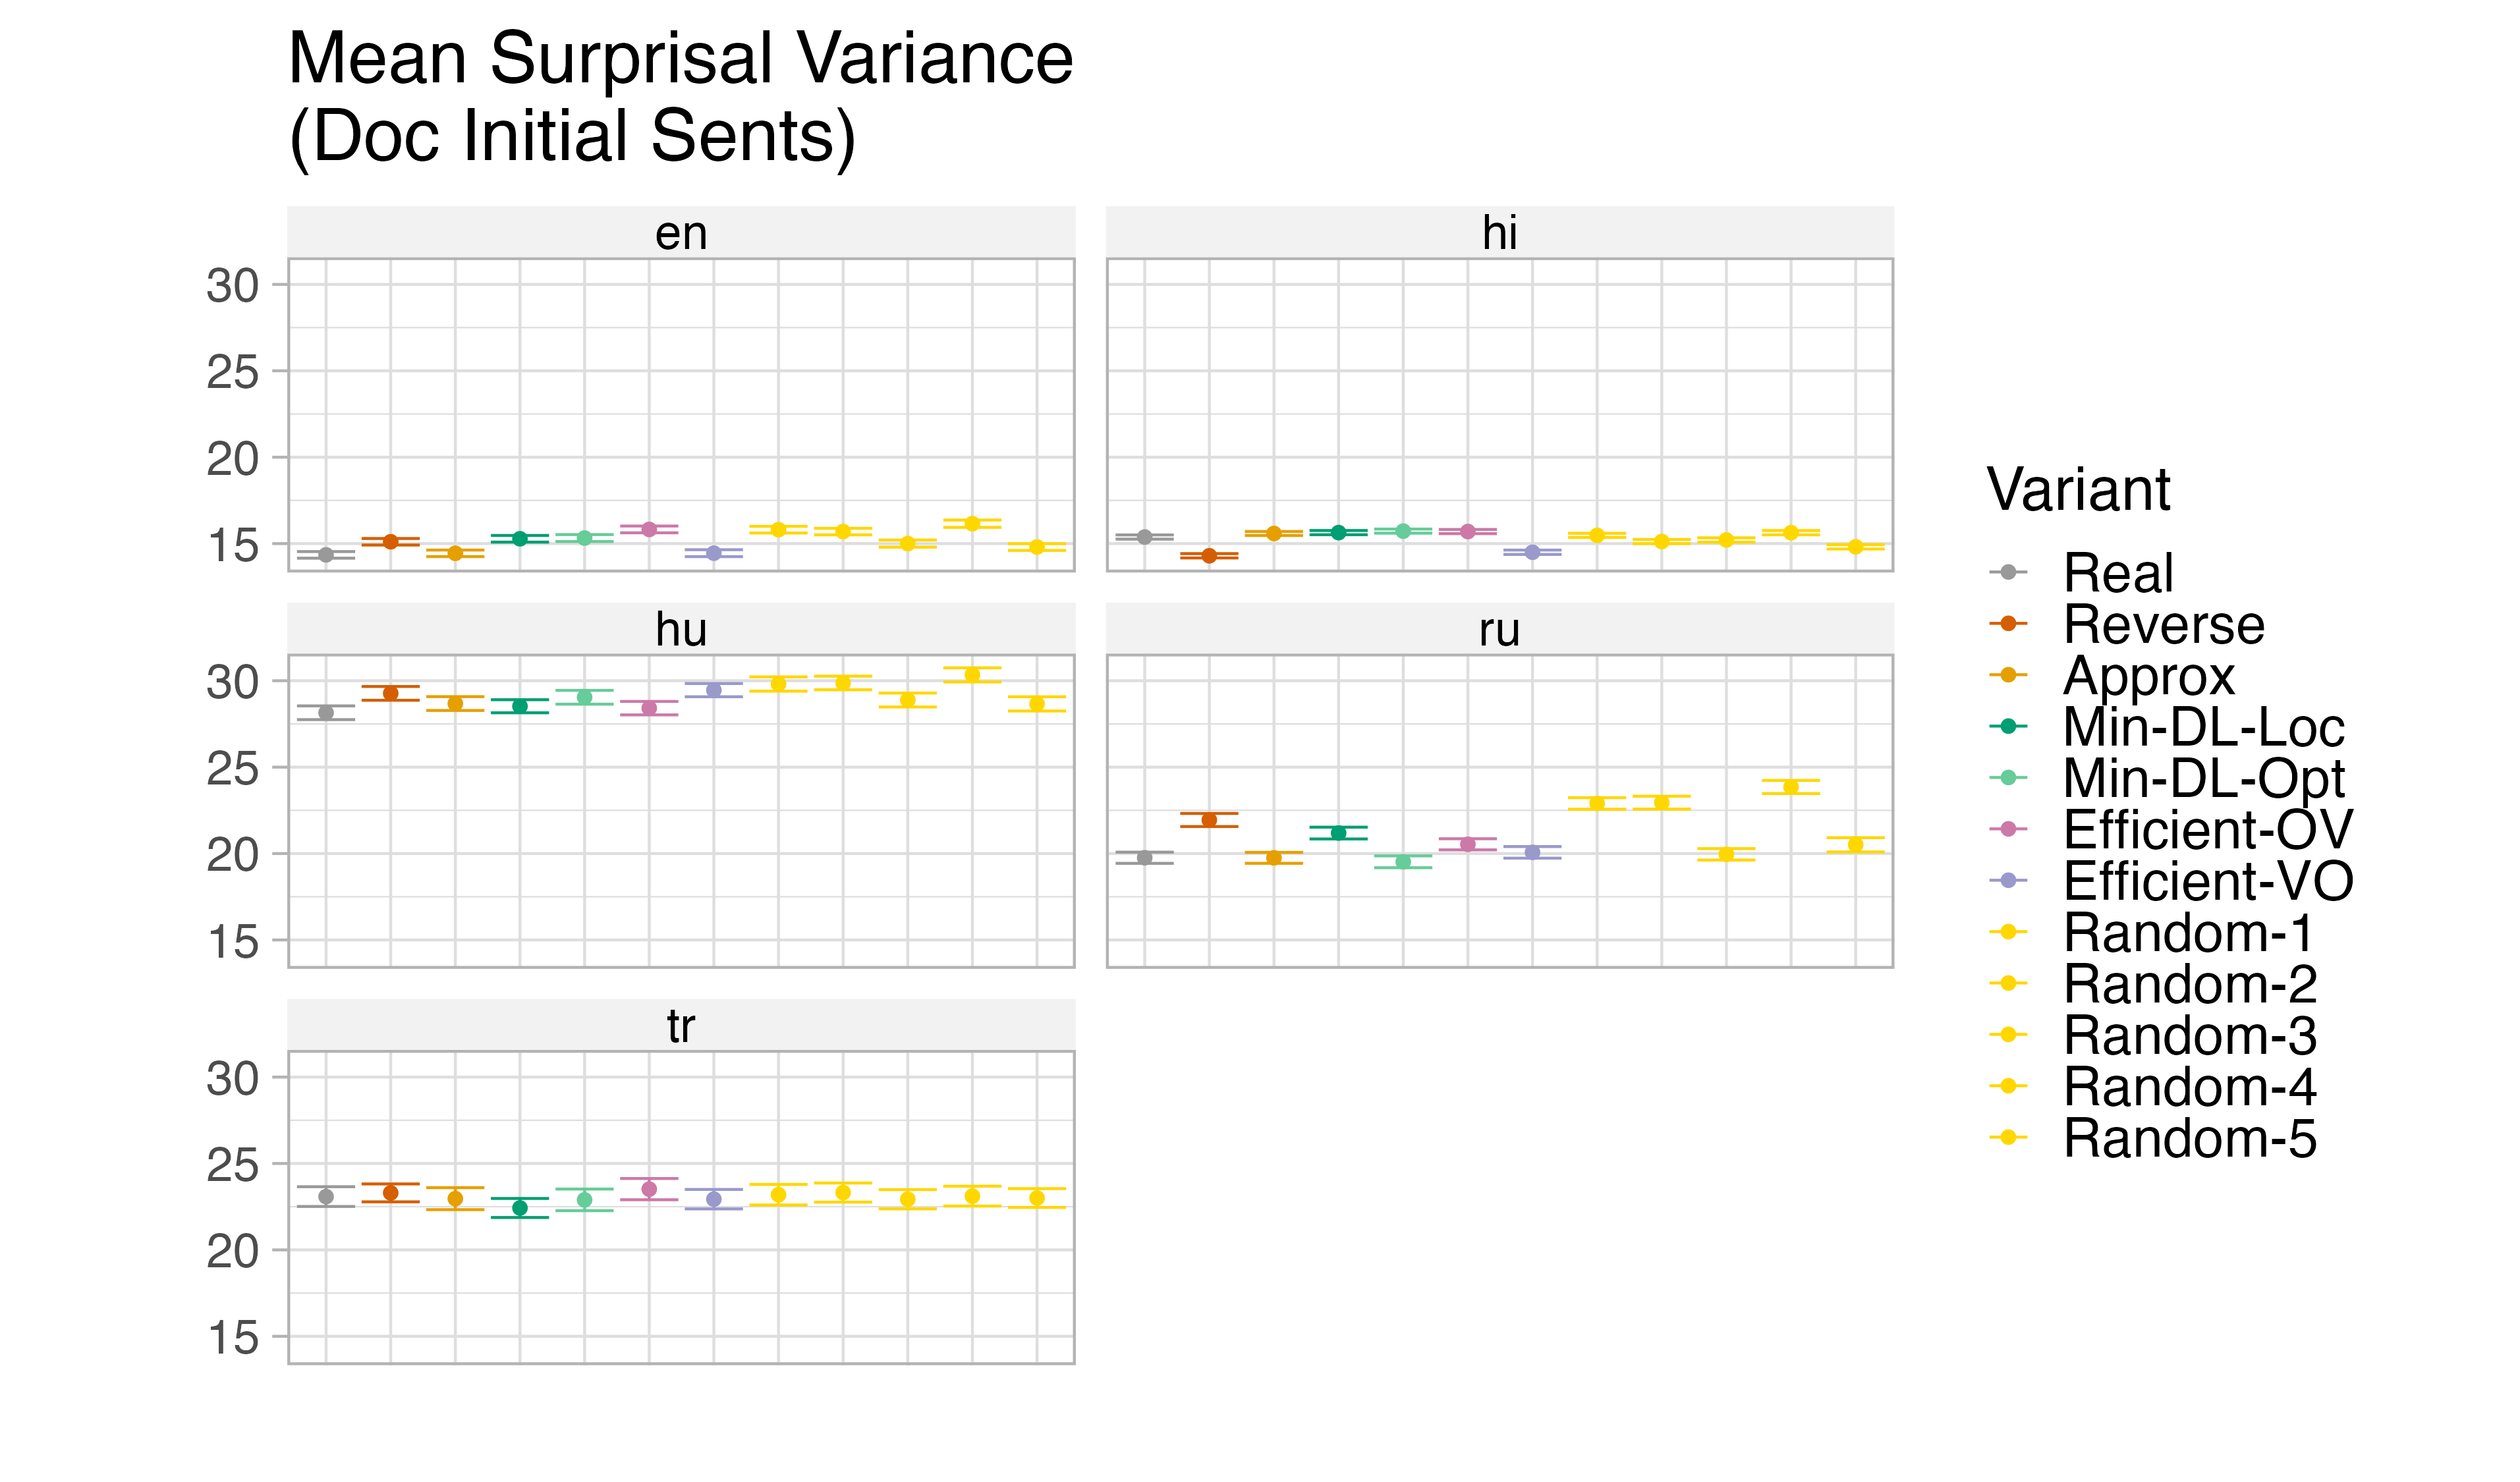 Mean Surprisal Variance
(Doc Initial Sents)
en
hi
30
25
20
15
hu
ru
30
25
20
15
tr
30
25
20
15
Variant
Real
Reverse
Approx
Min-DL-Loc
Min-DL-Opt
Efficient-OV
Efficient-VO
Random-1
Random-2
Random-3
Random-4
Random-5